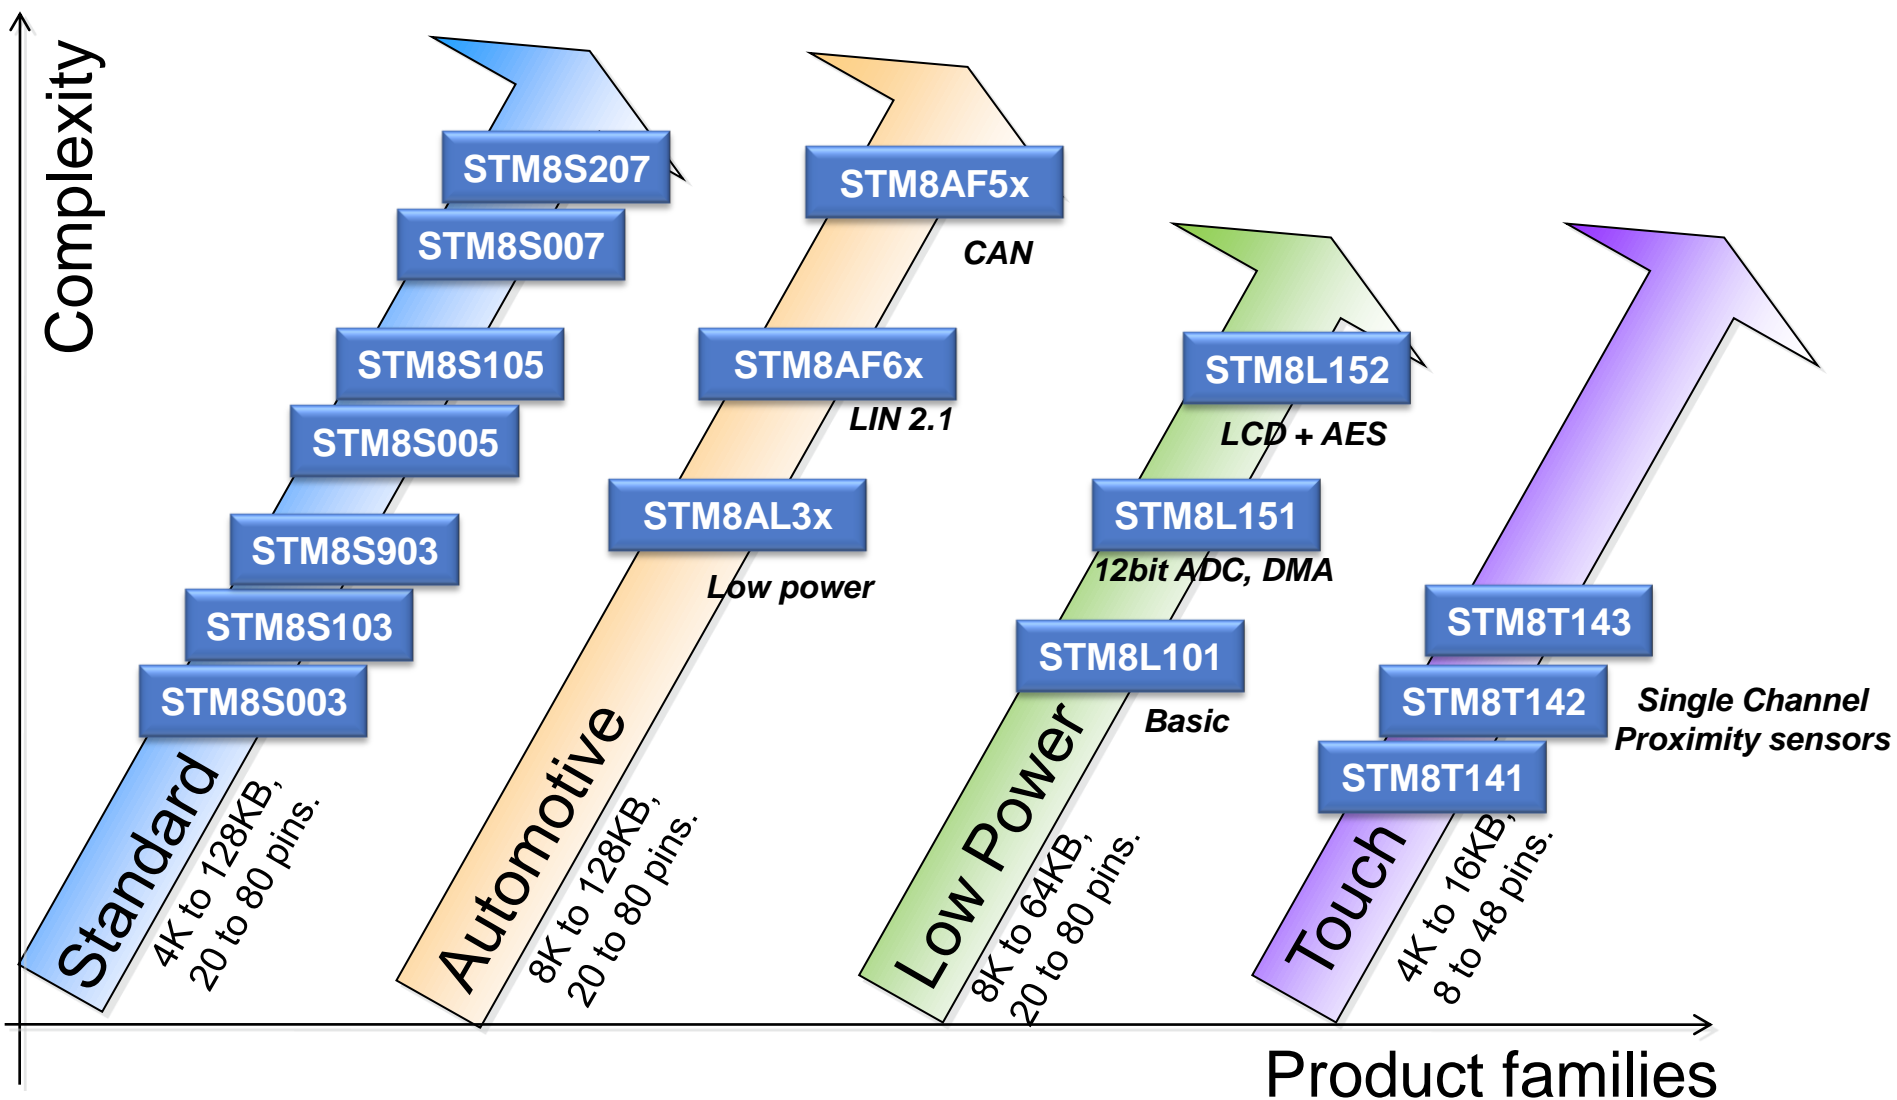 Complexity
STM8S207
STM8S007
STM8S105
STM8S005
STM8S903
STM8S103
STM8S003
Standard
4K to 128KB,
20 to 80 pins.
STM8AF5x
CAN
STM8AF6x
LIN 2.1
STM8AL3x
Low power
Automotive
8K to 128KB,
20 to 80 pins.
STM8L152
LCD + AES
STM8L151
12bit ADC, DMA
STM8L101
Basic
Low Power
8K to 64KB,
20 to 80 pins.
STM8T143
STM8T142
STM8T141
Single Channel
Proximity sensors
Touch
4K to 16KB,
8 to 48 pins.
Product families